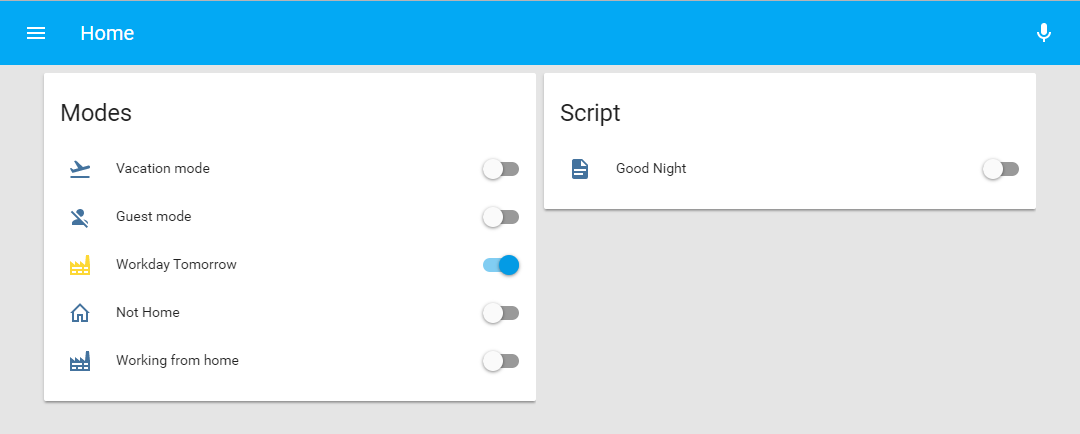 Home
Modes
Vacation mode
Guest mode
Workday Tomorrow
Not Home
Working from home
Script
Good Night